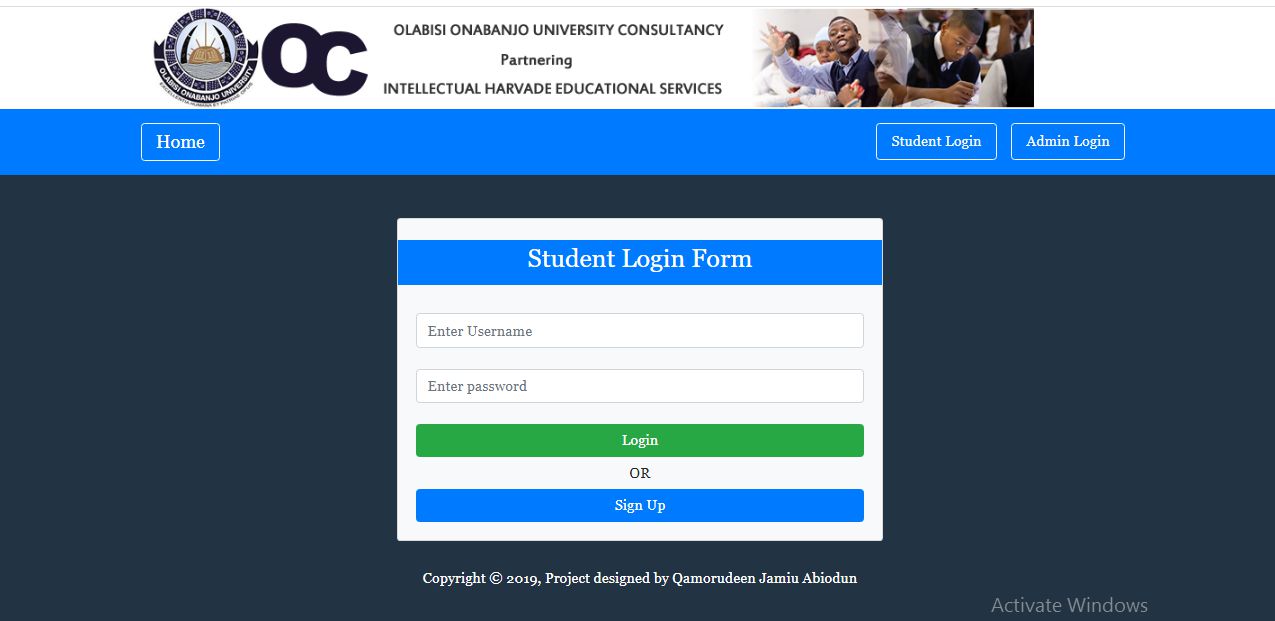 OLABISI ONABANJO UNIVERSITY
OC
OLABISI ONABANJO UNIVERSITY CONSULTANCY
Partnering
INTELLECTUAL HARVADE EDUCATIONAL SERVICES
Home
Student Login
Admin Login
Student Login Form
Enter Username
Enter password
Login
OR
Sign Up
Copyright © 2019, Project designed by Qamorudeen Jamiu Abiodun
Activate Windows